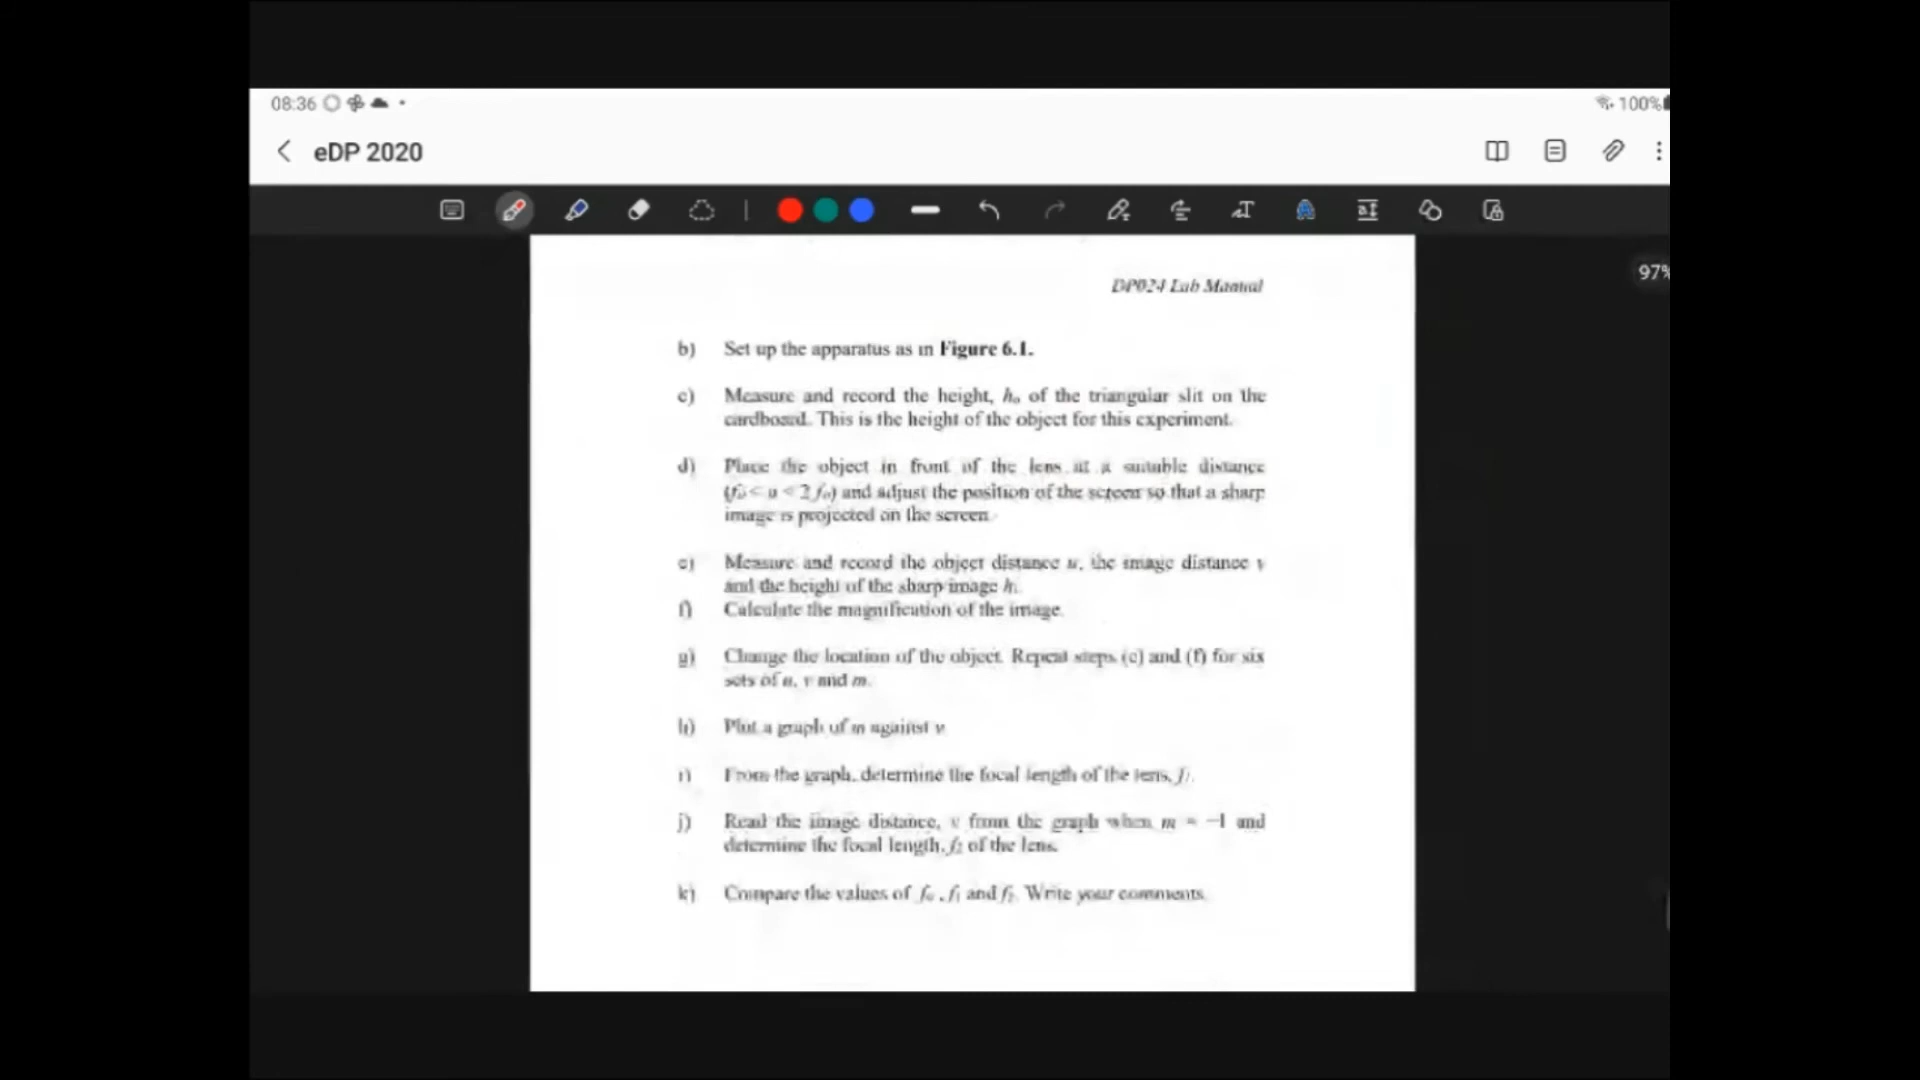 08:36
100%
eDP 2020
97%
DP024 Lab Manual
b) Set up the apparatus as in Figure 6.1.
c) Measure and record the height, hₒ of the triangular slit on the
cardboard. This is the height of the object for this experiment.
d) Place the object in front of the lens at a suitable distance
(fₒ < u < 2 fₒ) and adjust the position of the screen so that a sharp
image is projected on the screen.
e) Measure and record the object distance u, the image distance v
and the height of the sharp image hᵢ
f) Calculate the magnification of the image.
g) Change the location of the object. Repeat steps (e) and (f) for six
sets of u, v and m.
h) Plot a graph of m against v
i) From the graph, determine the focal length of the lens, f₁.
j) Read the image distance, v from the graph when m = −1 and
determine the focal length, f₂ of the lens.
k) Compare the values of fₒ , f₁ and f₂. Write your comments.